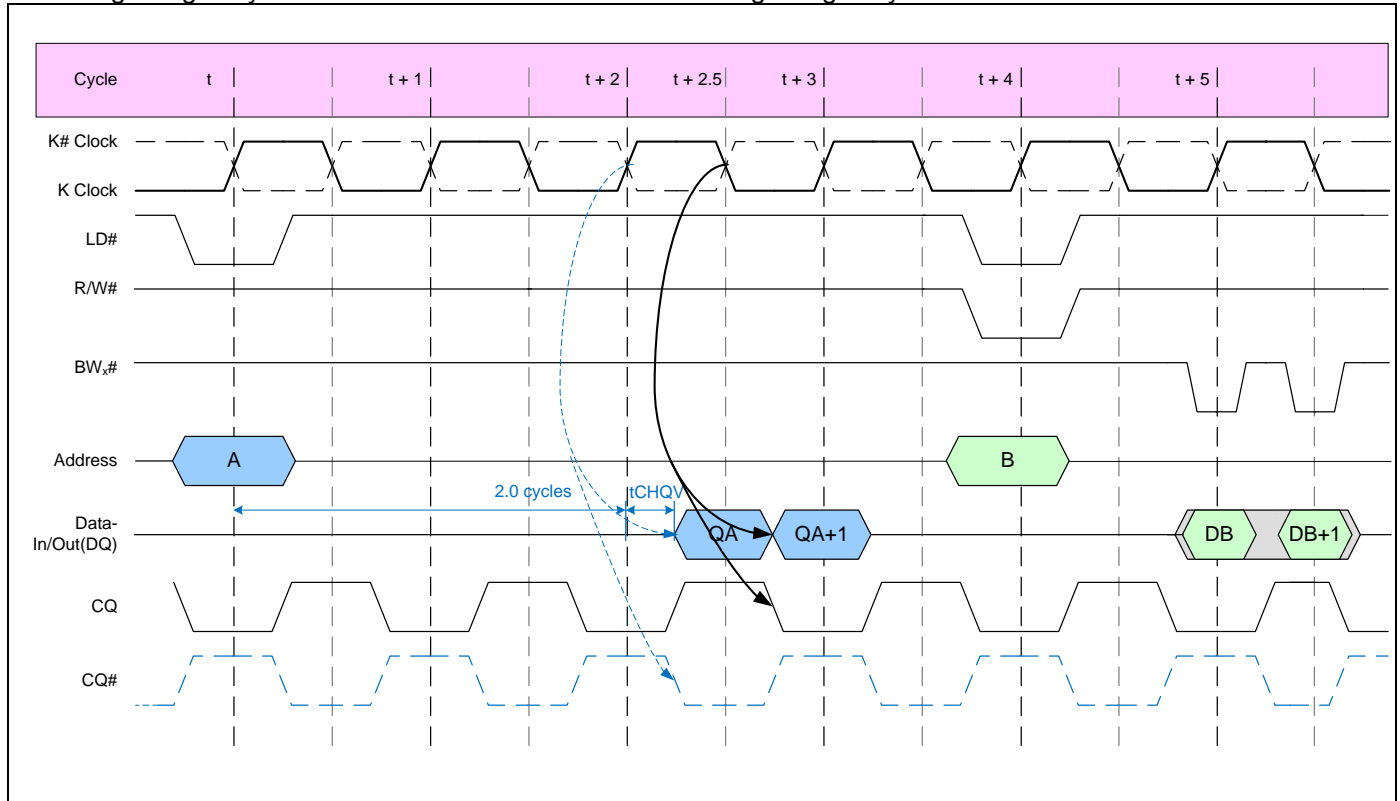 Cycle t t + 1 t + 2 t + 2.5 t + 3 t + 4 t + 5
K# Clock
K Clock
LD#
R/W#
BWx#
Address A B
2.0 cycles tCHQV
Data-
In/Out(DQ) QA QA+1 DB DB+1
CQ
CQ#